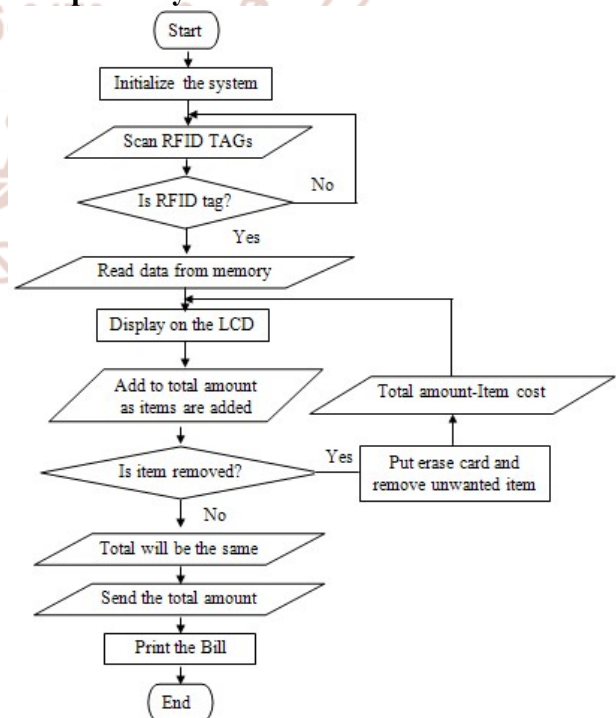 Start
Initialize the system
Scan RFID TAGs
No
Is RFID tag?
Yes
Read data from memory
Display on the LCD
Add to total amount
as items are added
Total amount-Item cost
Is item removed?
Yes
Put erase card and
remove unwanted item
No
Total will be the same
Send the total amount
Print the Bill
End